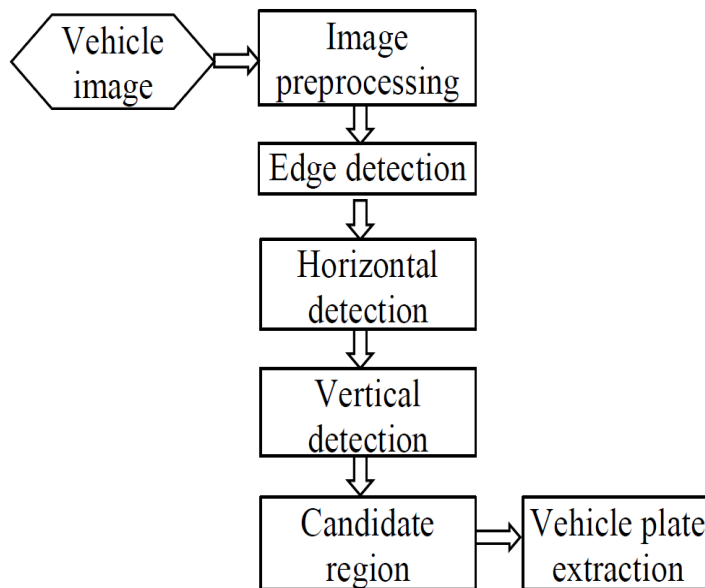 Vehicle
image
Image
preprocessing
Edge detection
Horizontal
detection
Vertical
detection
Candidate
region
Vehicle plate
extraction